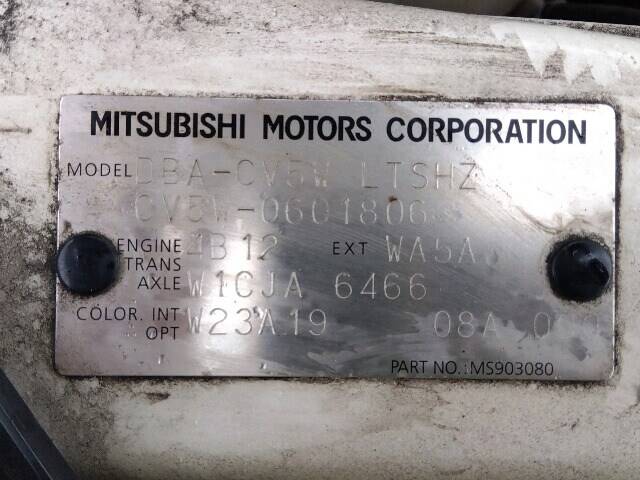 MITSUBISHI MOTORS CORPORATION
MODEL DBA-CV5W LTSHZ
CV5W-0601806
ENGINE 4B12 EXT WA5A
TRANS
AXLE W1CJA 6466
COLOR. INT W23A.19 08A
OPT
PART NO.:MS903080